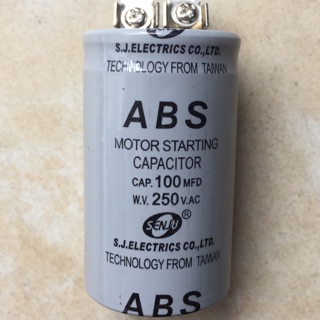 S.J.ELECTRICS CO.,LTD.
TECHNOLOGY FROM TAIWAN
ABS
MOTOR STARTING
CAPACITOR
CAP. 100 MFD
W.V. 250 V.AC
SENJU ®
S.J.ELECTRICS CO.,LTD.
TECHNOLOGY FROM TAIWAN
ABS